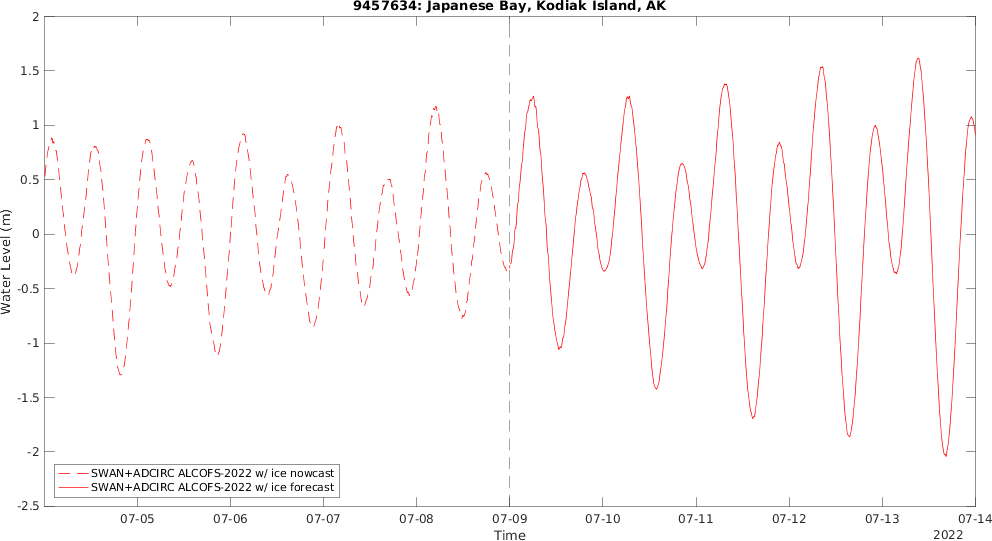 9457634: Japanese Bay, Kodiak Island, AK
2
1.5
1
0.5
0
-0.5
-1
-1.5
-2
-2.5
Water Level (m)
SWAN+ADCIRC ALCOFS-2022 w/ ice nowcast
SWAN+ADCIRC ALCOFS-2022 w/ ice forecast
07-05 07-06 07-07 07-08 07-09 07-10 07-11 07-12 07-13 07-14
Time
2022